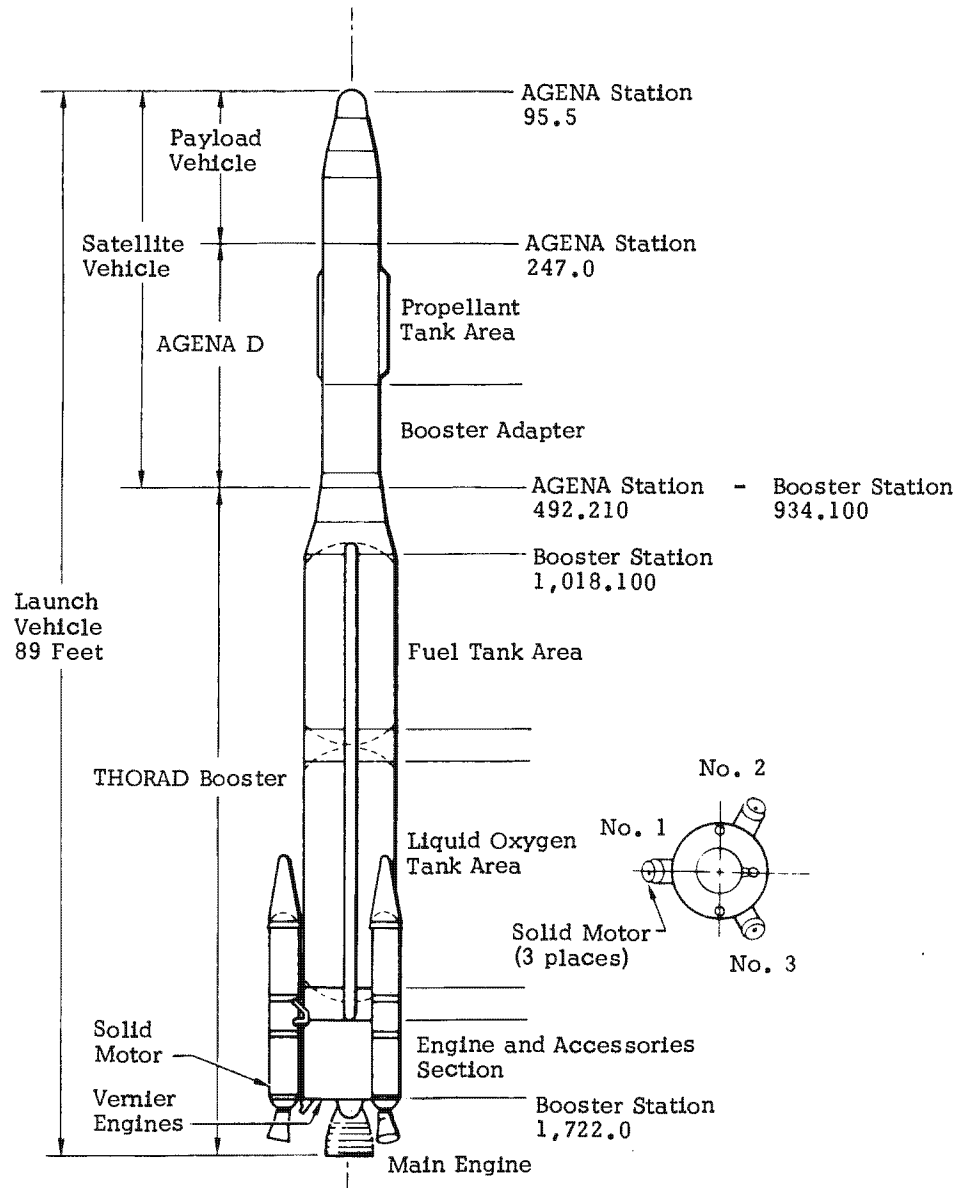 AGENA Station
95.5
Payload
Vehicle
Satellite
Vehicle
AGENA Station
247.0
Propellant
Tank Area
AGENA D
Booster Adapter
AGENA Station - Booster Station
492.210 934.100
Booster Station
1,018.100
Launch
Vehicle
89 Feet
Fuel Tank Area
THORAD Booster
No. 2
No. 1
Liquid Oxygen
Tank Area
Solid Motor
(3 places)
No. 3
Solid
Motor
Engine and Accessories
Section
Vernier
Engines
Booster Station
1,722.0
Main Engine